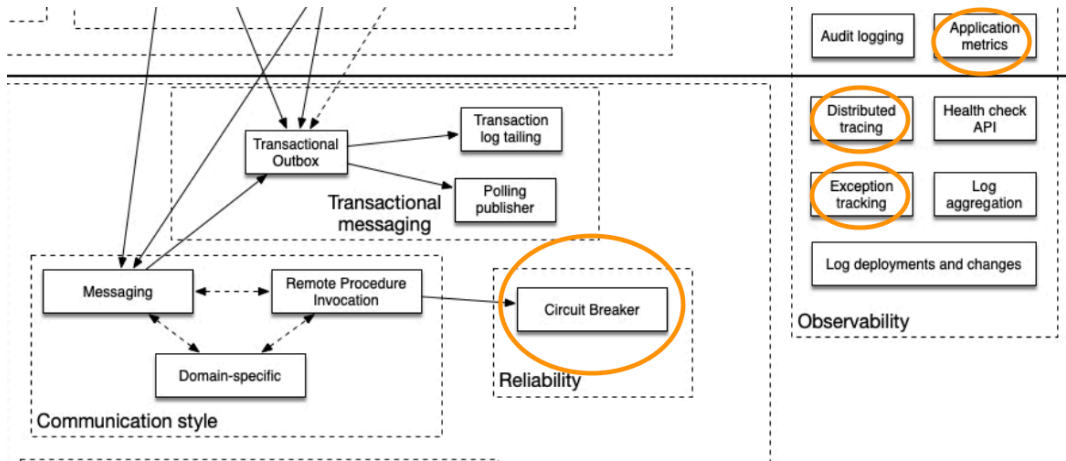 Audit logging
Application
metrics
Transactional
Outbox
Transaction
log tailing
Polling
publisher
Transactional
messaging
Distributed
tracing
Health check
API
Exception
tracking
Log
aggregation
Log deployments and changes
Observability
Messaging
Remote Procedure
Invocation
Domain-specific
Communication style
Circuit Breaker
Reliability